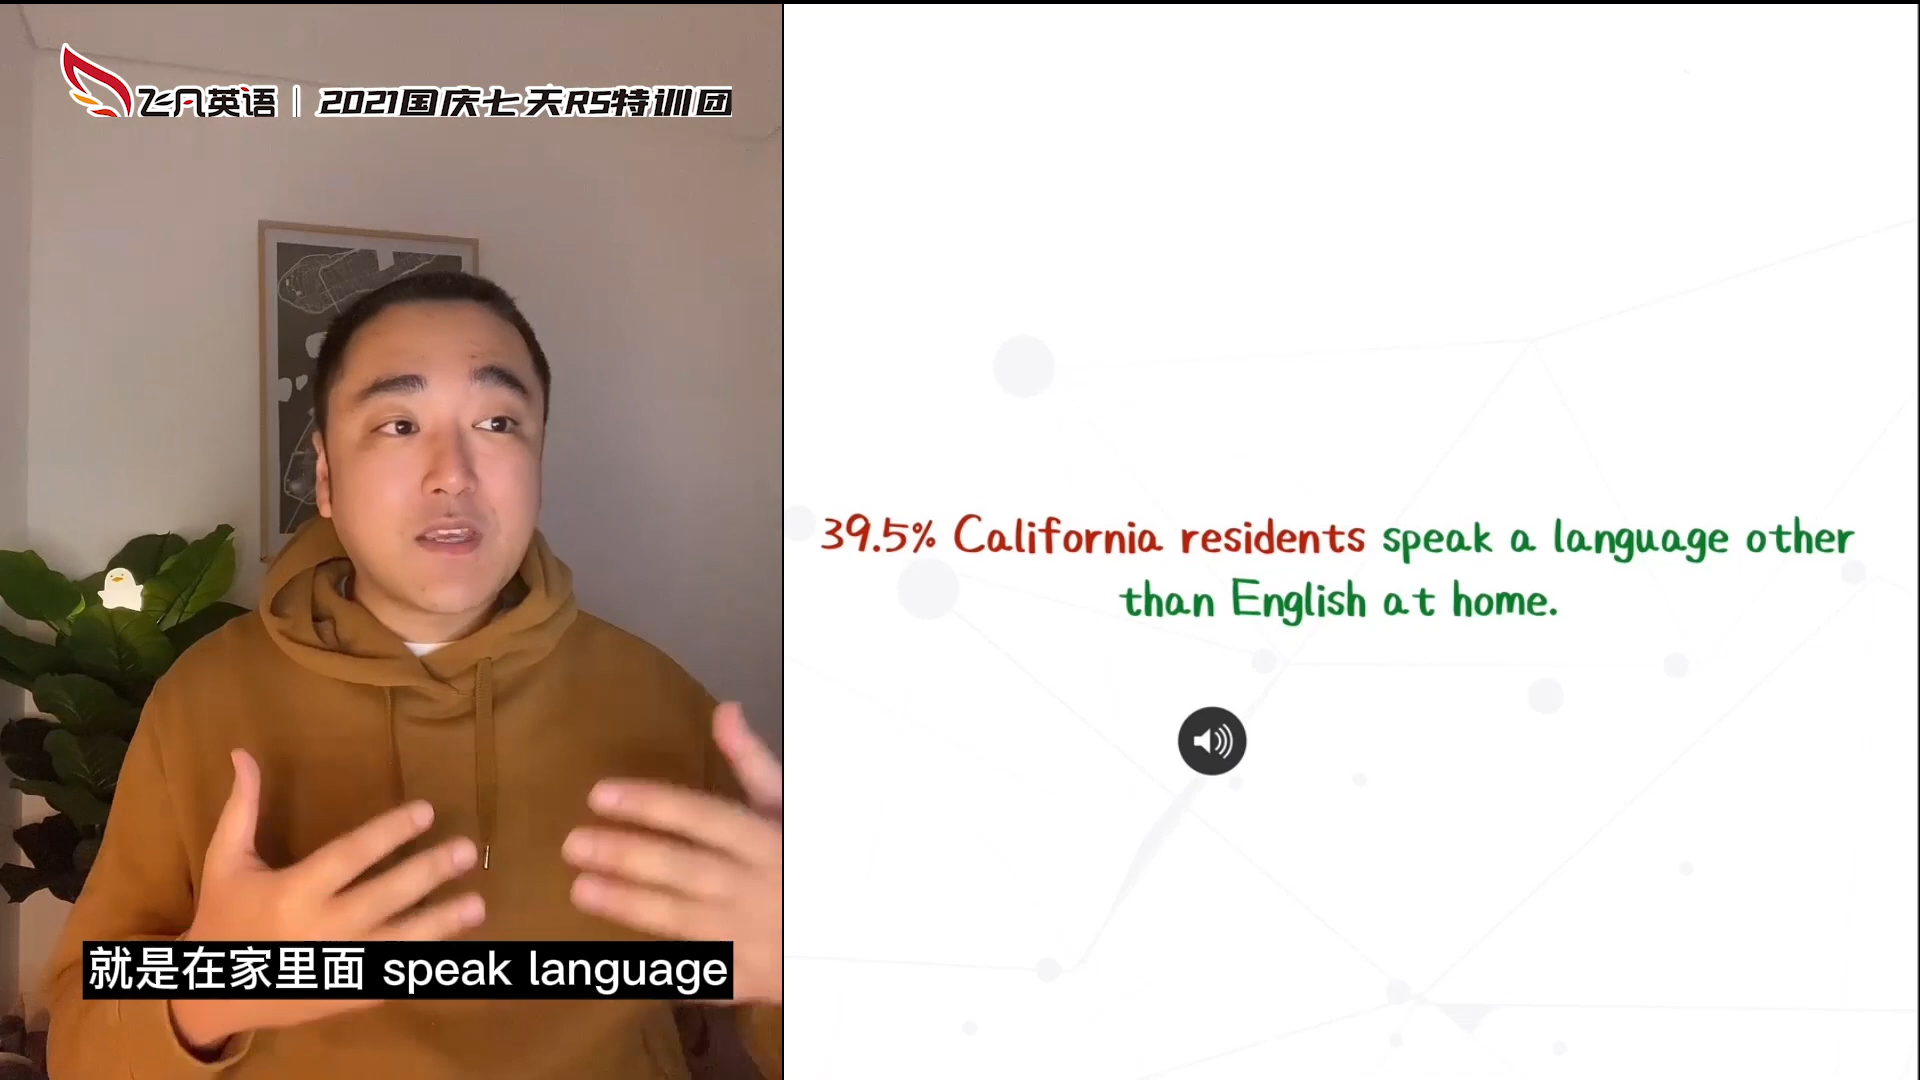 飞凡英语 | 2021国庆七天RS特训团
39.5% California residents speak a language other
than English at home.
就是在家里面 speak language